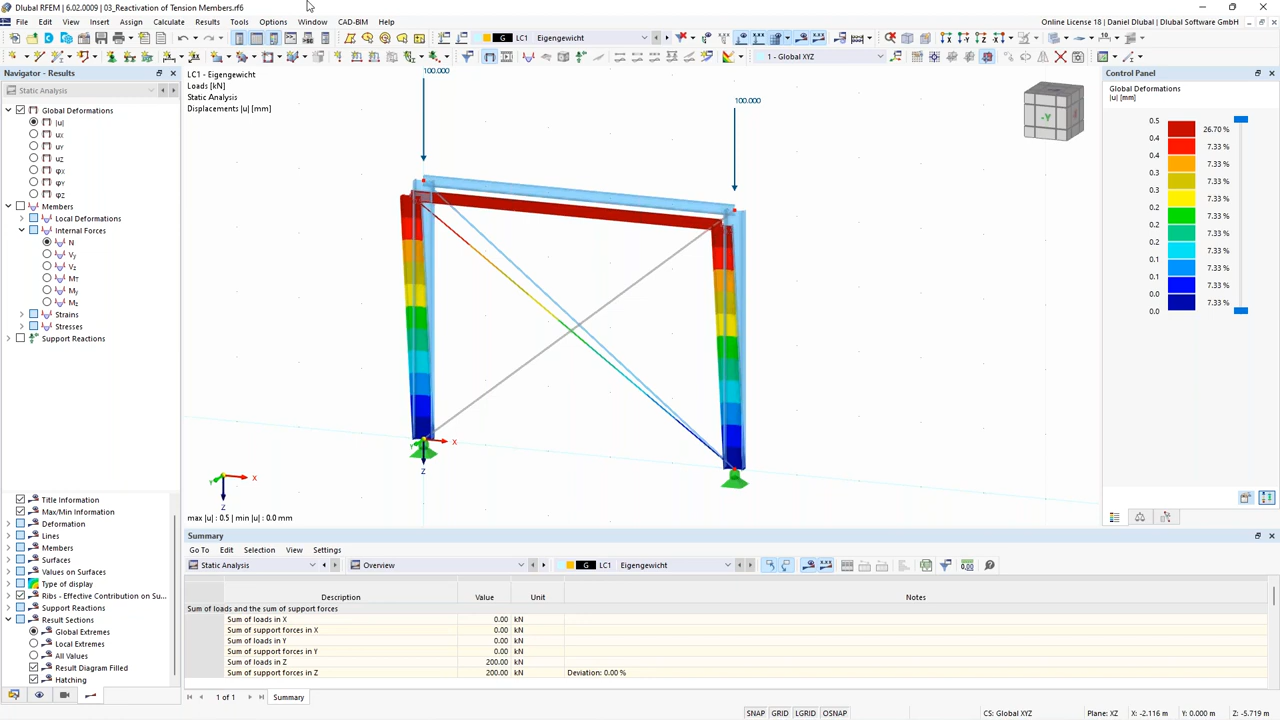 Dlubal RFEM | 6.02.0009 | 03_Reactivation of Tension Members.rf6
File Edit View Insert Assign Calculate Results Tools Options Window CAD-BIM Help
Online License 18 | Daniel Dlubal | Dlubal Software GmbH
G LC1 Eigengewicht
1 - Global XYZ
Navigator - Results
Static Analysis
Global Deformations
|u|
uX
uY
uZ
φX
φY
φZ
Members
Local Deformations
Internal Forces
N
Vy
Vz
MT
My
Mz
Strains
Stresses
Support Reactions
Title Information
Max/Min Information
Deformation
Lines
Members
Surfaces
Values on Surfaces
Type of display
Ribs - Effective Contribution on Su...
Support Reactions
Result Sections
Global Extremes
Local Extremes
All Values
Result Diagram Filled
Hatching
LC1 - Eigengewicht
Loads [kN]
Static Analysis
Displacements |u| [mm]
100.000
100.000
-Y
X
Y
Z
X
Y
Z
max |u| : 0.5 | min |u| : 0.0 mm
Control Panel
Global Deformations
|u| [mm]
0.5
26.70 %
0.4
7.33 %
0.4
7.33 %
0.3
7.33 %
0.3
7.33 %
0.2
7.33 %
0.2
7.33 %
0.2
7.33 %
0.1
7.33 %
0.1
7.33 %
0.0
7.33 %
0.0
Summary
Go To Edit Selection View Settings
Static Analysis Overview G LC1 Eigengewicht
Description Value Unit Notes
Sum of loads and the sum of support forces
Sum of loads in X 0.00 kN
Sum of support forces in X 0.00 kN
Sum of loads in Y 0.00 kN
Sum of support forces in Y 0.00 kN
Sum of loads in Z 200.00 kN
Sum of support forces in Z 200.00 kN Deviation: 0.00 %
1 of 1 Summary
SNAP GRID LGRID OSNAP CS: Global XYZ Plane: XZ X: -2.116 m Y: 0.000 m Z: -5.719 m